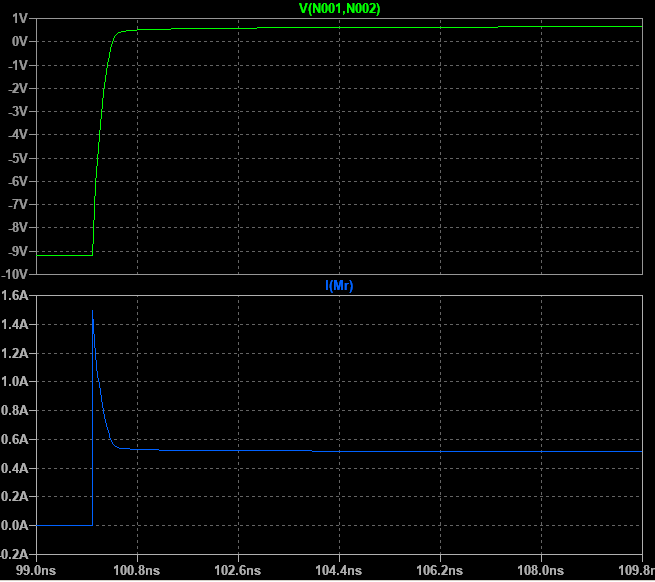 V(N001,N002)
1V
0V
-1V
-2V
-3V
-4V
-5V
-6V
-7V
-8V
-9V
-10V
I(Mr)
1.6A
1.4A
1.2A
1.0A
0.8A
0.6A
0.4A
0.2A
0.0A
-0.2A
99.0ns 100.8ns 102.6ns 104.4ns 106.2ns 108.0ns 109.8n